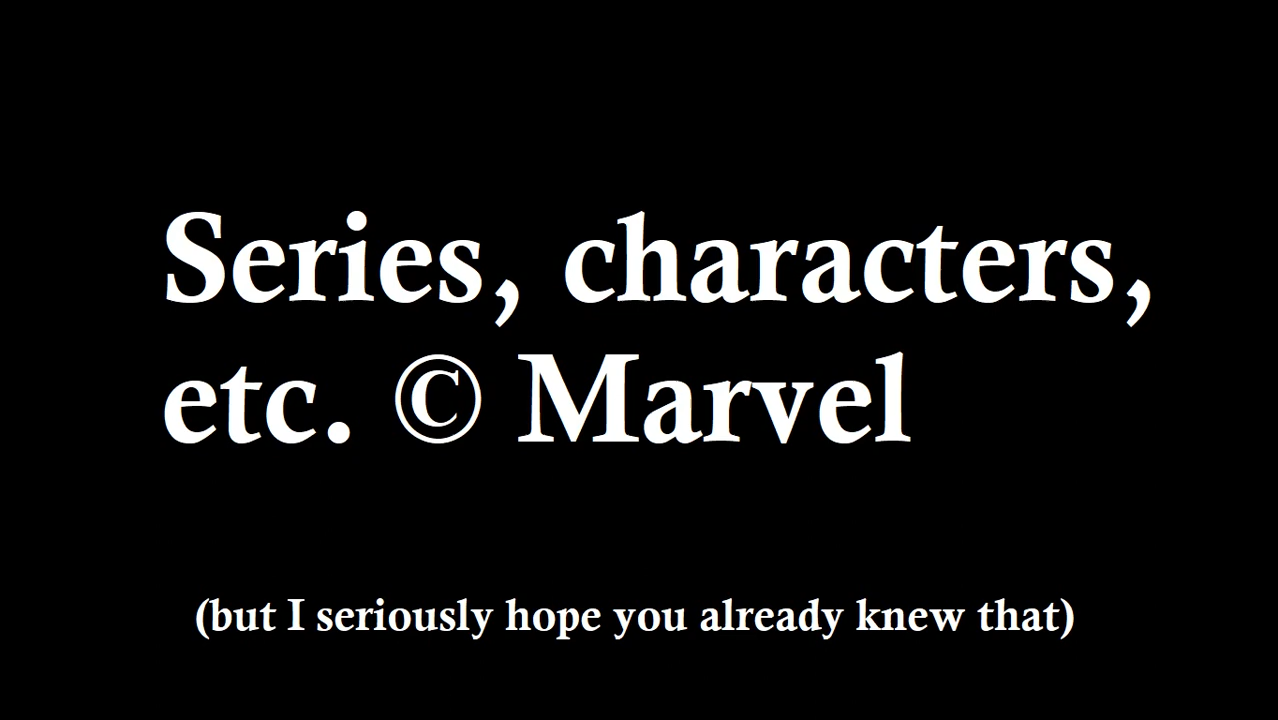 Series, characters,
etc. © Marvel
(but I seriously hope you already knew that)